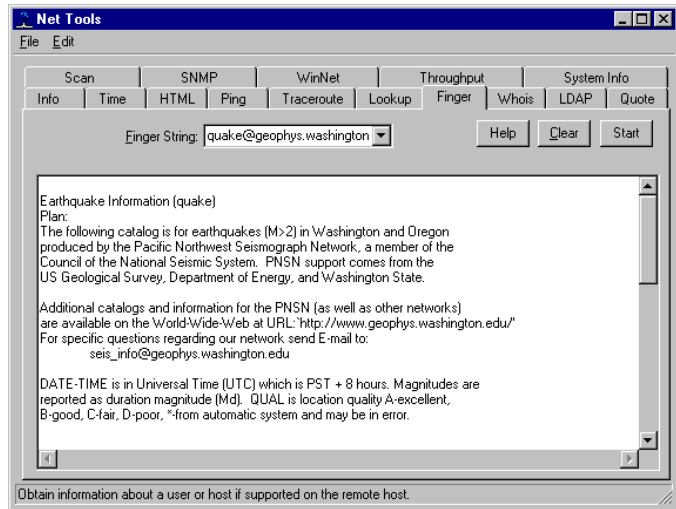 Net Tools
File Edit
Scan SNMP WinNet Throughput System Info
Info Time HTML Ping Traceroute Lookup Finger Whois LDAP Quote
Finger String: quake@geophys.washington Help Clear Start
Earthquake Information (quake)
Plan:
The following catalog is for earthquakes (M>2) in Washington and Oregon
produced by the Pacific Northwest Seismograph Network, a member of the
Council of the National Seismic System.  PNSN support comes from the
US Geological Survey, Department of Energy, and Washington State.
Additional catalogs and information for the PNSN (as well as other networks)
are available on the World-Wide-Web at URL:`http://www.geophys.washington.edu/"
For specific questions regarding our network send E-mail to:
seis_info@geophys.washington.edu
DATE-TIME is in Universal Time (UTC) which is PST + 8 hours. Magnitudes are
reported as duration magnitude (Md).  QUAL is location quality A-excellent,
B-good, C-fair, D-poor, *-from automatic system and may be in error.
Obtain information about a user or host if supported on the remote host.